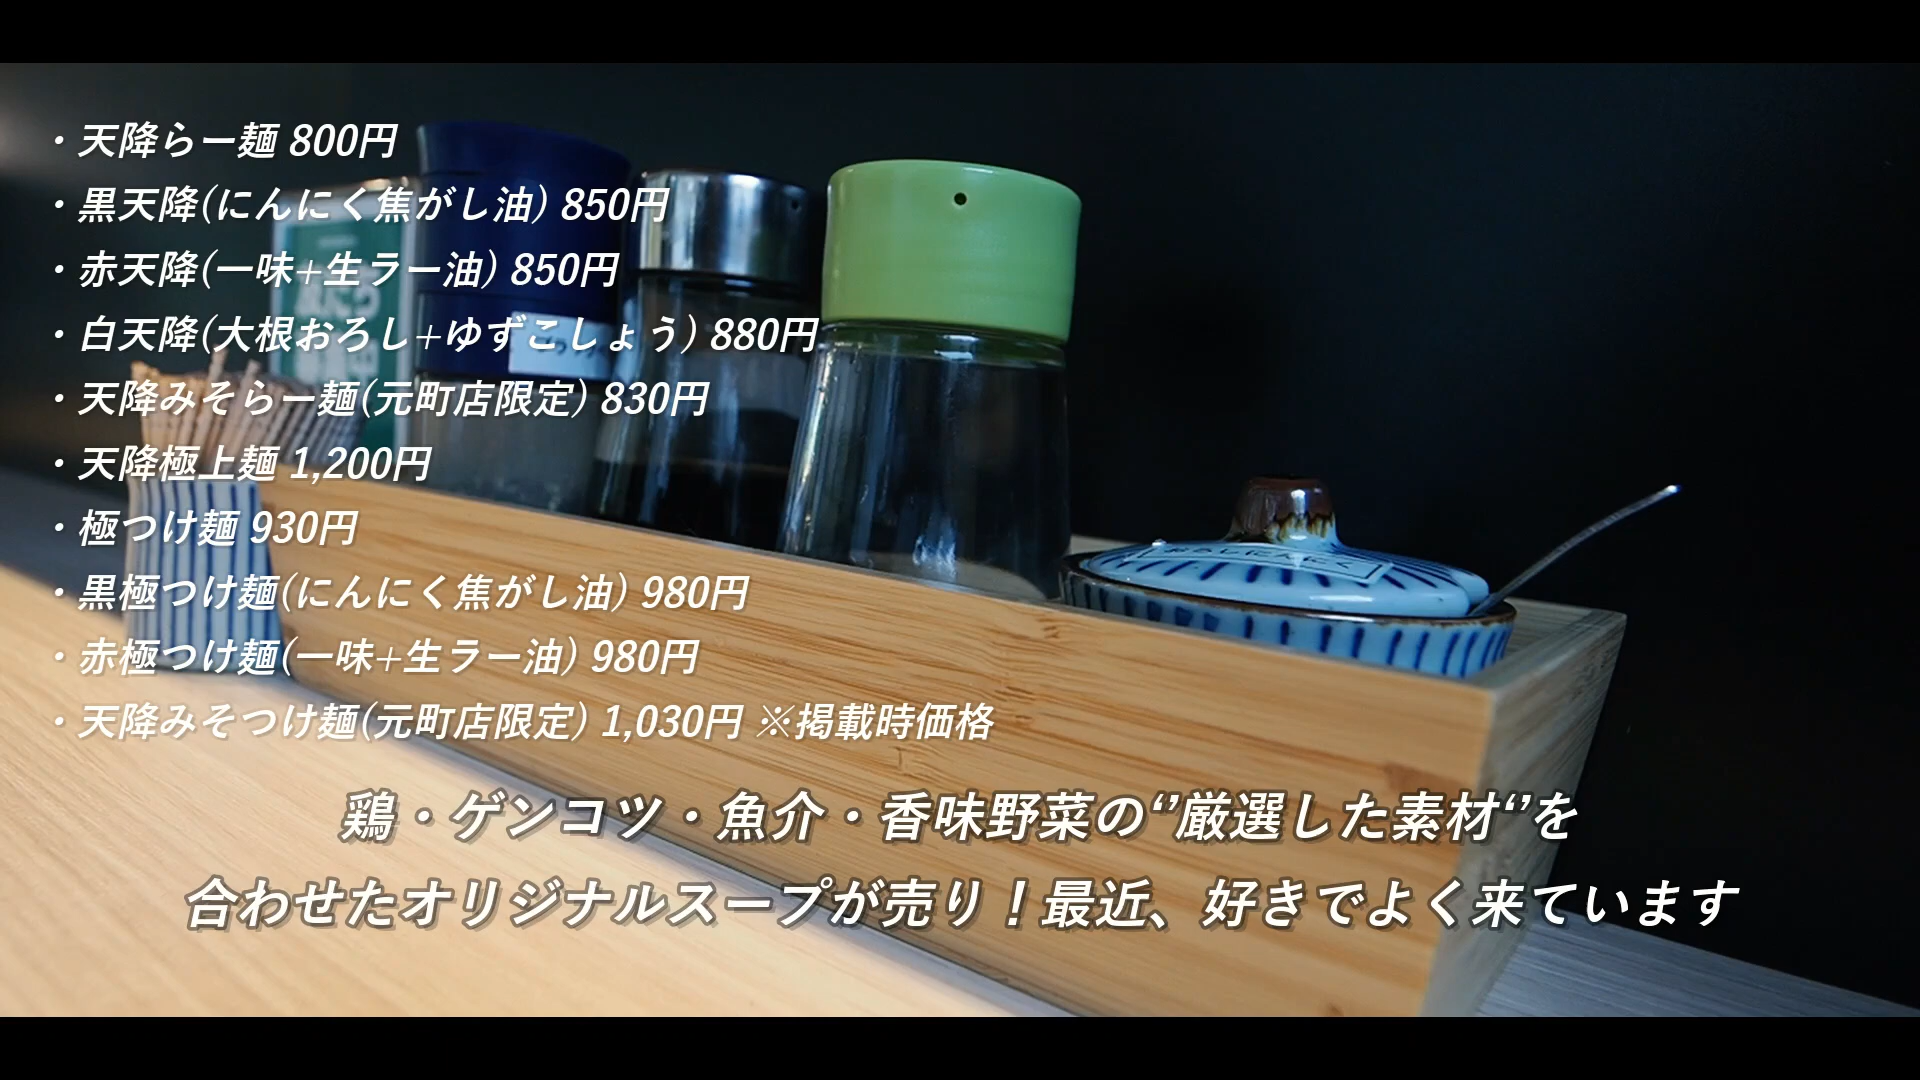 ・天降らー麺 800円
・黒天降(にんにく焦がし油) 850円
・赤天降(一味+生ラー油) 850円
・白天降(大根おろし+ゆずこしょう) 880円
・天降みそらー麺(元町店限定) 830円
・天降極上麺 1,200円
・極つけ麺 930円
・黒極つけ麺(にんにく焦がし油) 980円
・赤極つけ麺(一味+生ラー油) 980円
・天降みそつけ麺(元町店限定) 1,030円 ※掲載時価格
おろしにんにく
鶏・ゲンコツ・魚介・香味野菜の‘’厳選した素材‘’を
合わせたオリジナルスープが売り！最近、好きでよく来ています